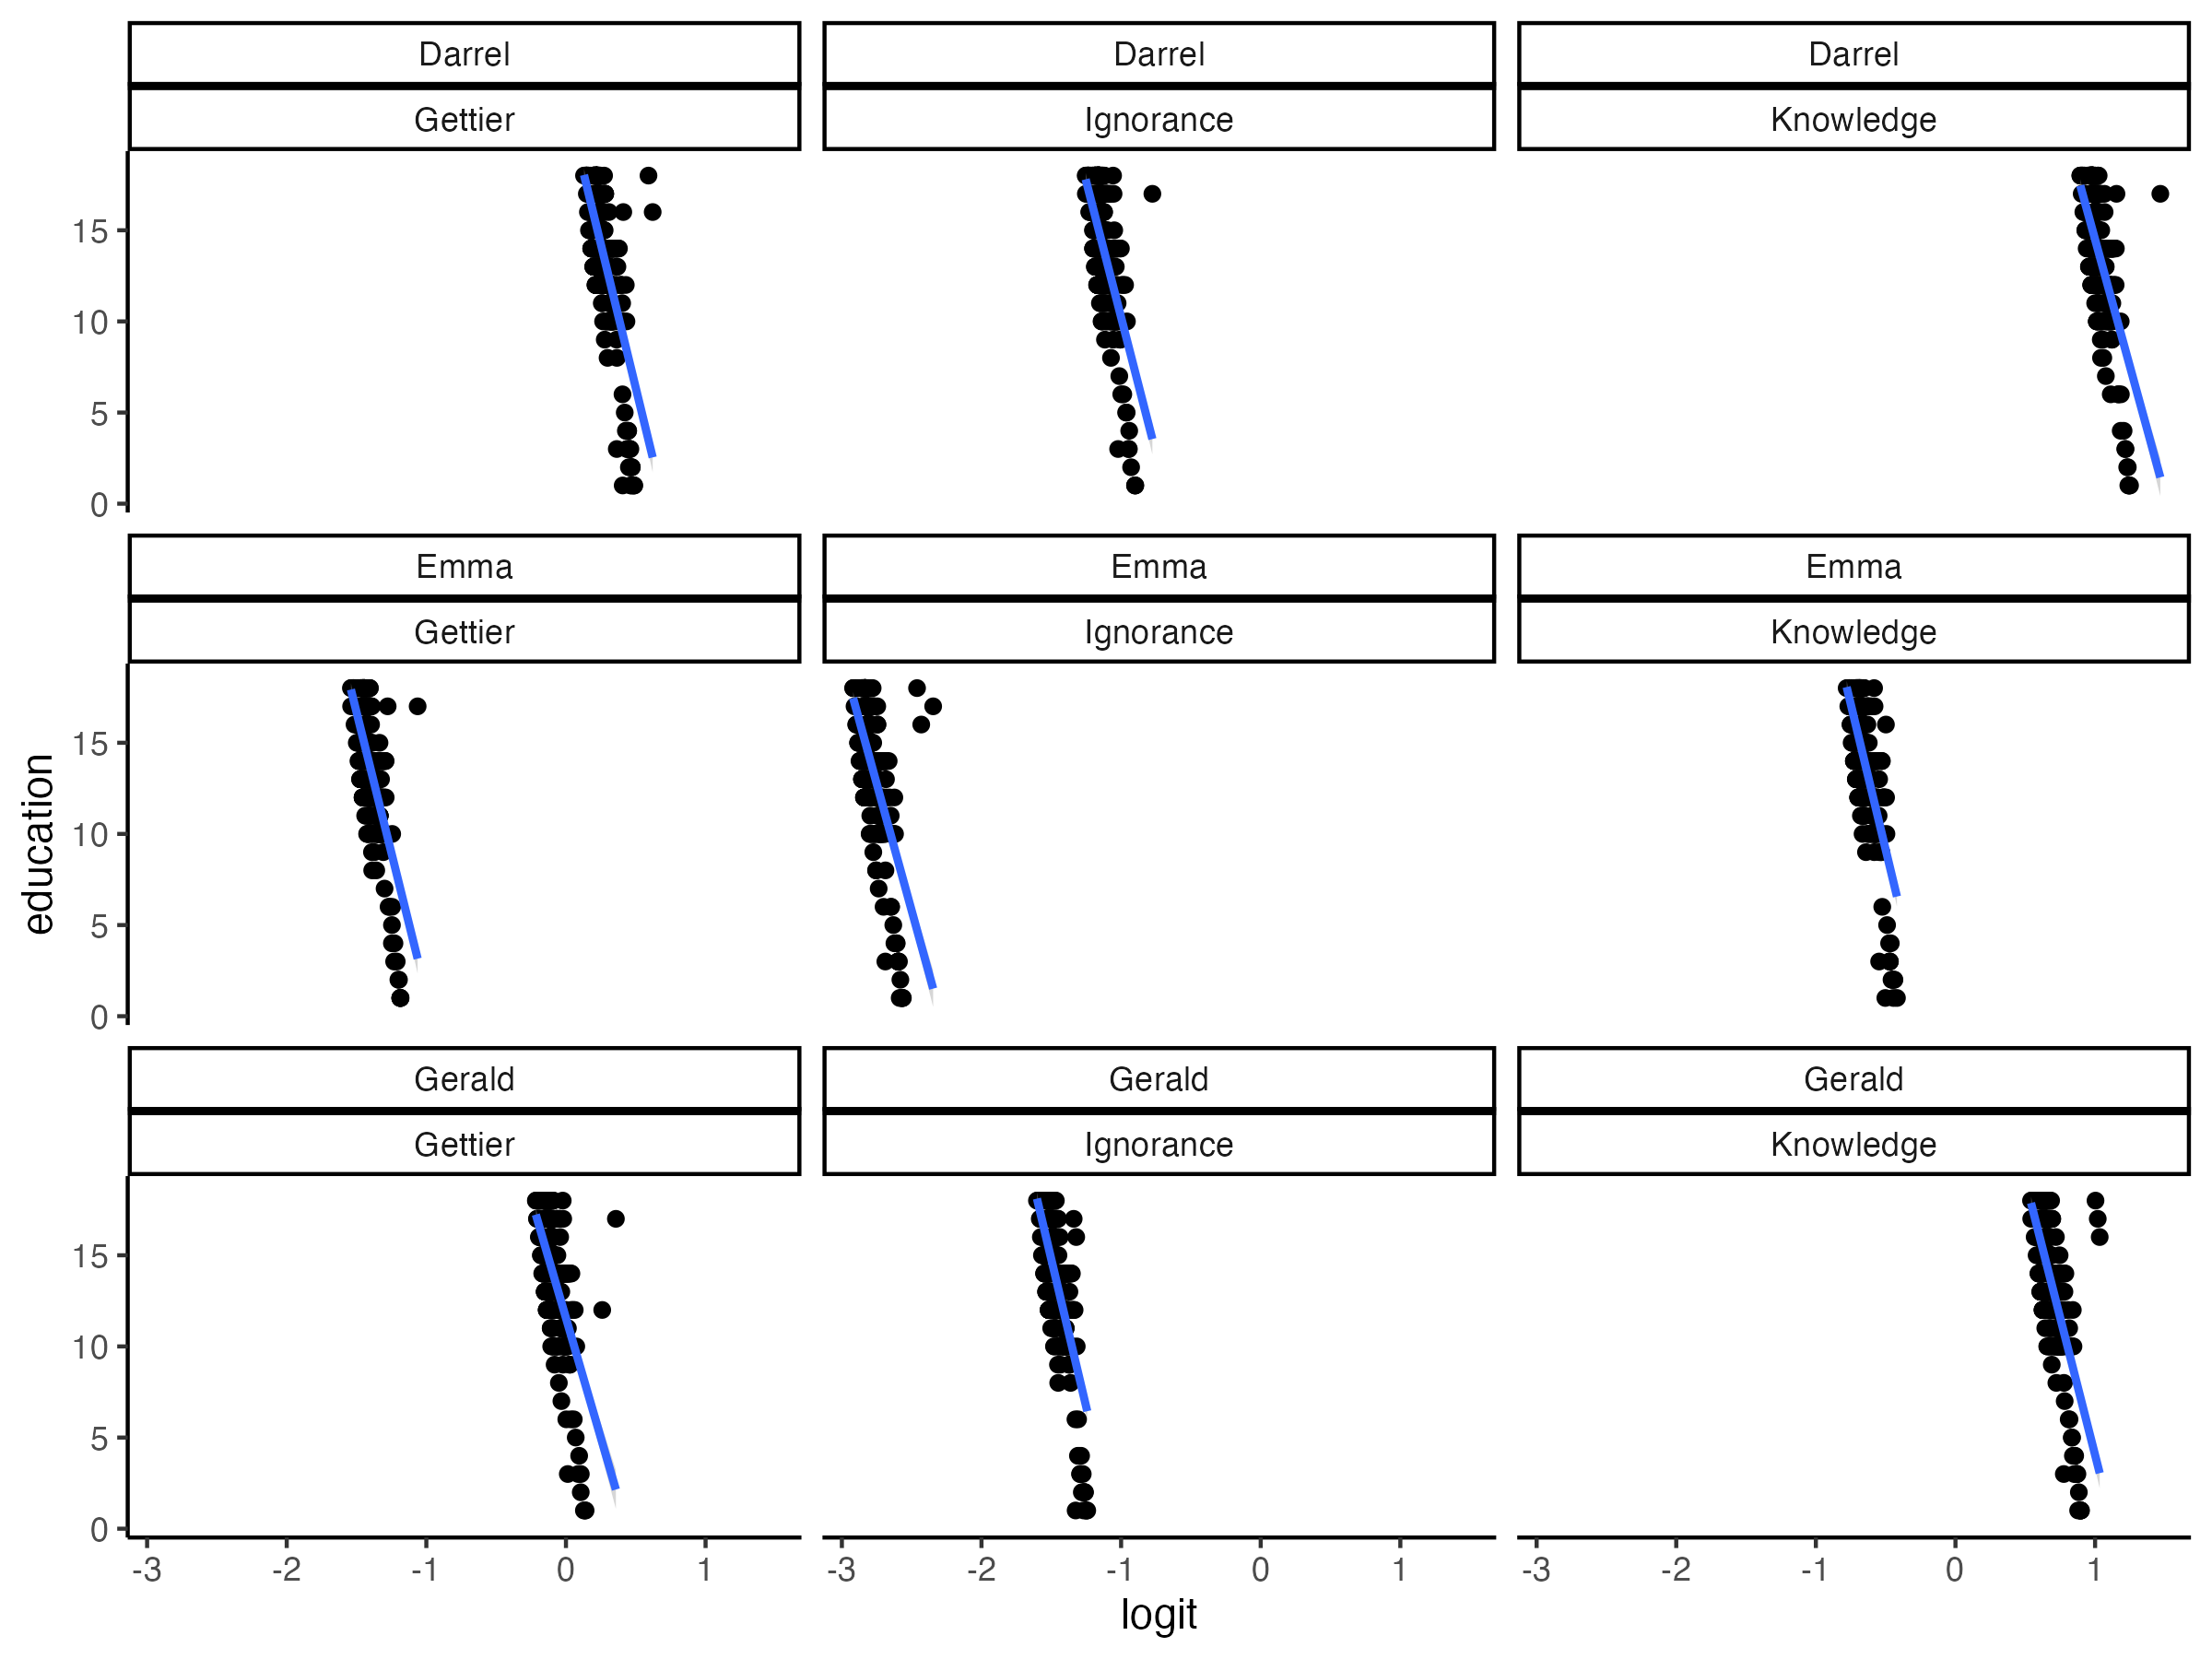 Darrel Darrel Darrel
Gettier Ignorance Knowledge
15
10
5
0
Emma Emma Emma
Gettier Ignorance Knowledge
15
10
5
0
education
Gerald Gerald Gerald
Gettier Ignorance Knowledge
15
10
5
0
-3 -2 -1 0 1 -3 -2 -1 0 1 -3 -2 -1 0 1
logit